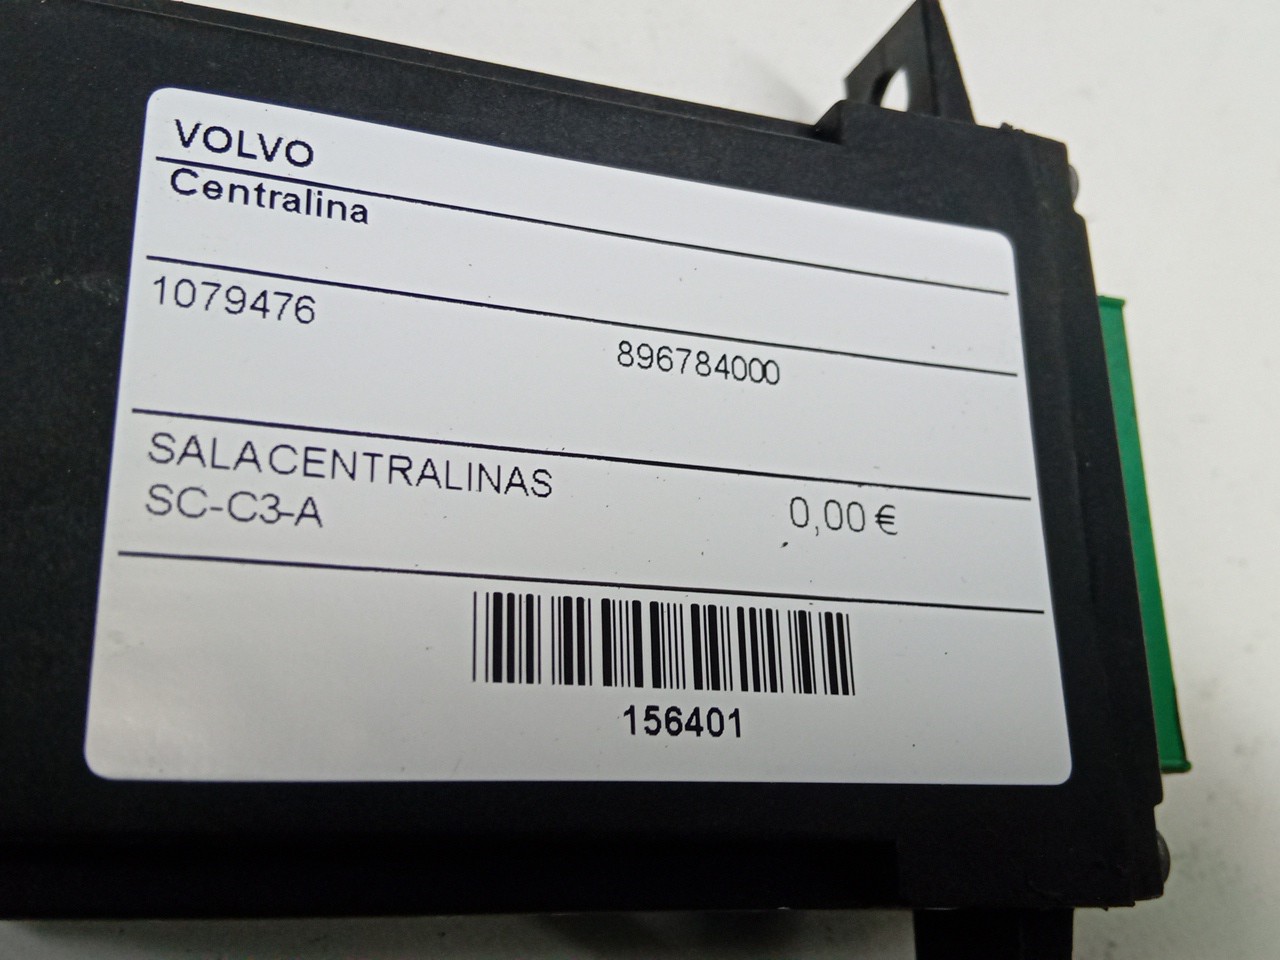 VOLVO
Centralina
1079476
896784000
SALACENTRALINAS
SC-C3-A
0,00 €
156401